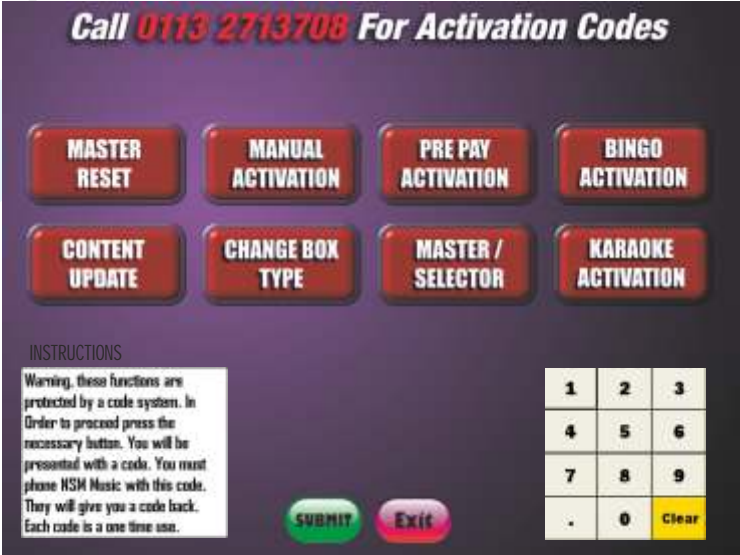 Call 0113 2713708 For Activation Codes
MASTER RESET
MANUAL ACTIVATION
PRE PAY ACTIVATION
BINGO ACTIVATION
CONTENT UPDATE
CHANGE BOX TYPE
MASTER / SELECTOR
KARAOKE ACTIVATION
INSTRUCTIONS
Warning, these functions are
protected by a code system. In
Order to proceed press the
necessary button. You will be
presented with a code. You must
phone NSM Music with this code.
They will give you a code back.
Each code is a one time use.
1 2 3
4 5 6
7 8 9
. 0 Clear
SUBMIT Exit